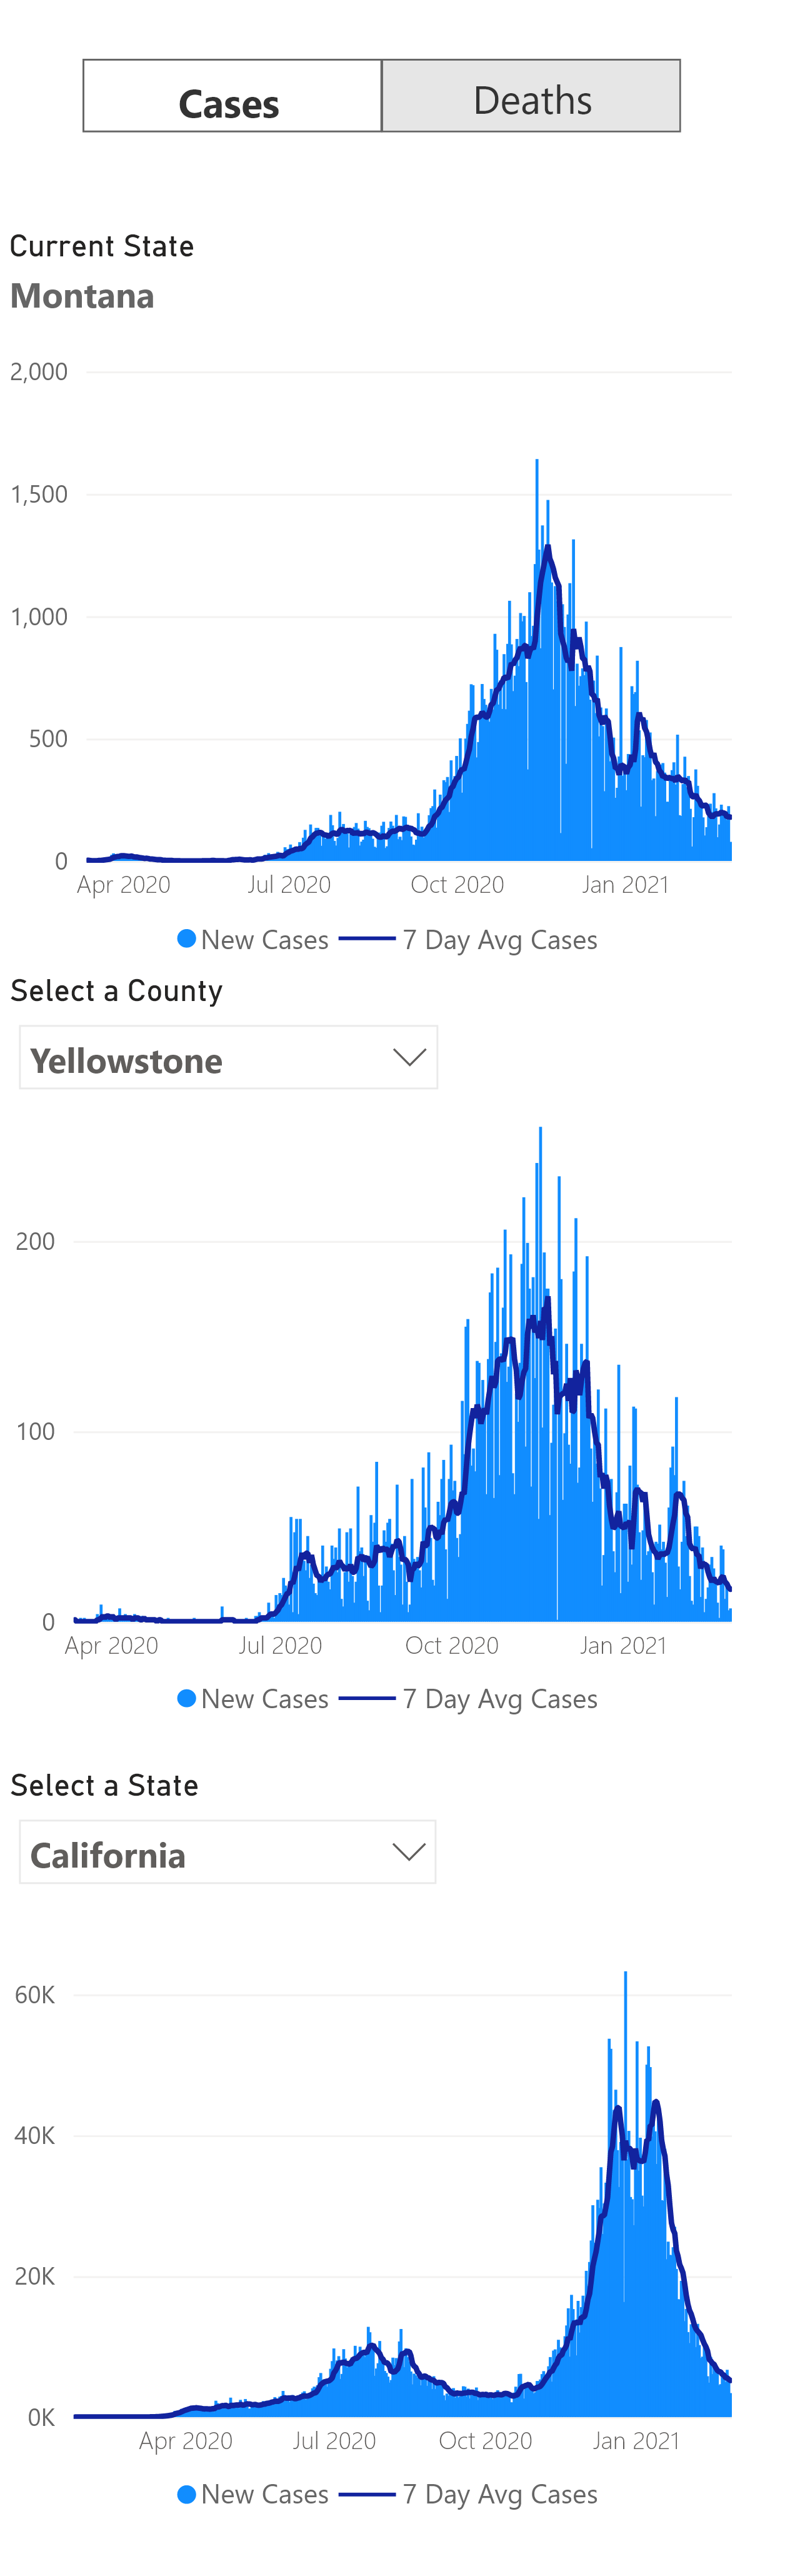 Cases Deaths
Current State
Montana
2,000
1,500
1,000
500
0
Apr 2020 Jul 2020 Oct 2020 Jan 2021
New Cases 7 Day Avg Cases
Select a County
Yellowstone
200
100
0
Apr 2020 Jul 2020 Oct 2020 Jan 2021
New Cases 7 Day Avg Cases
Select a State
California
60K
40K
20K
0K
Apr 2020 Jul 2020 Oct 2020 Jan 2021
New Cases 7 Day Avg Cases